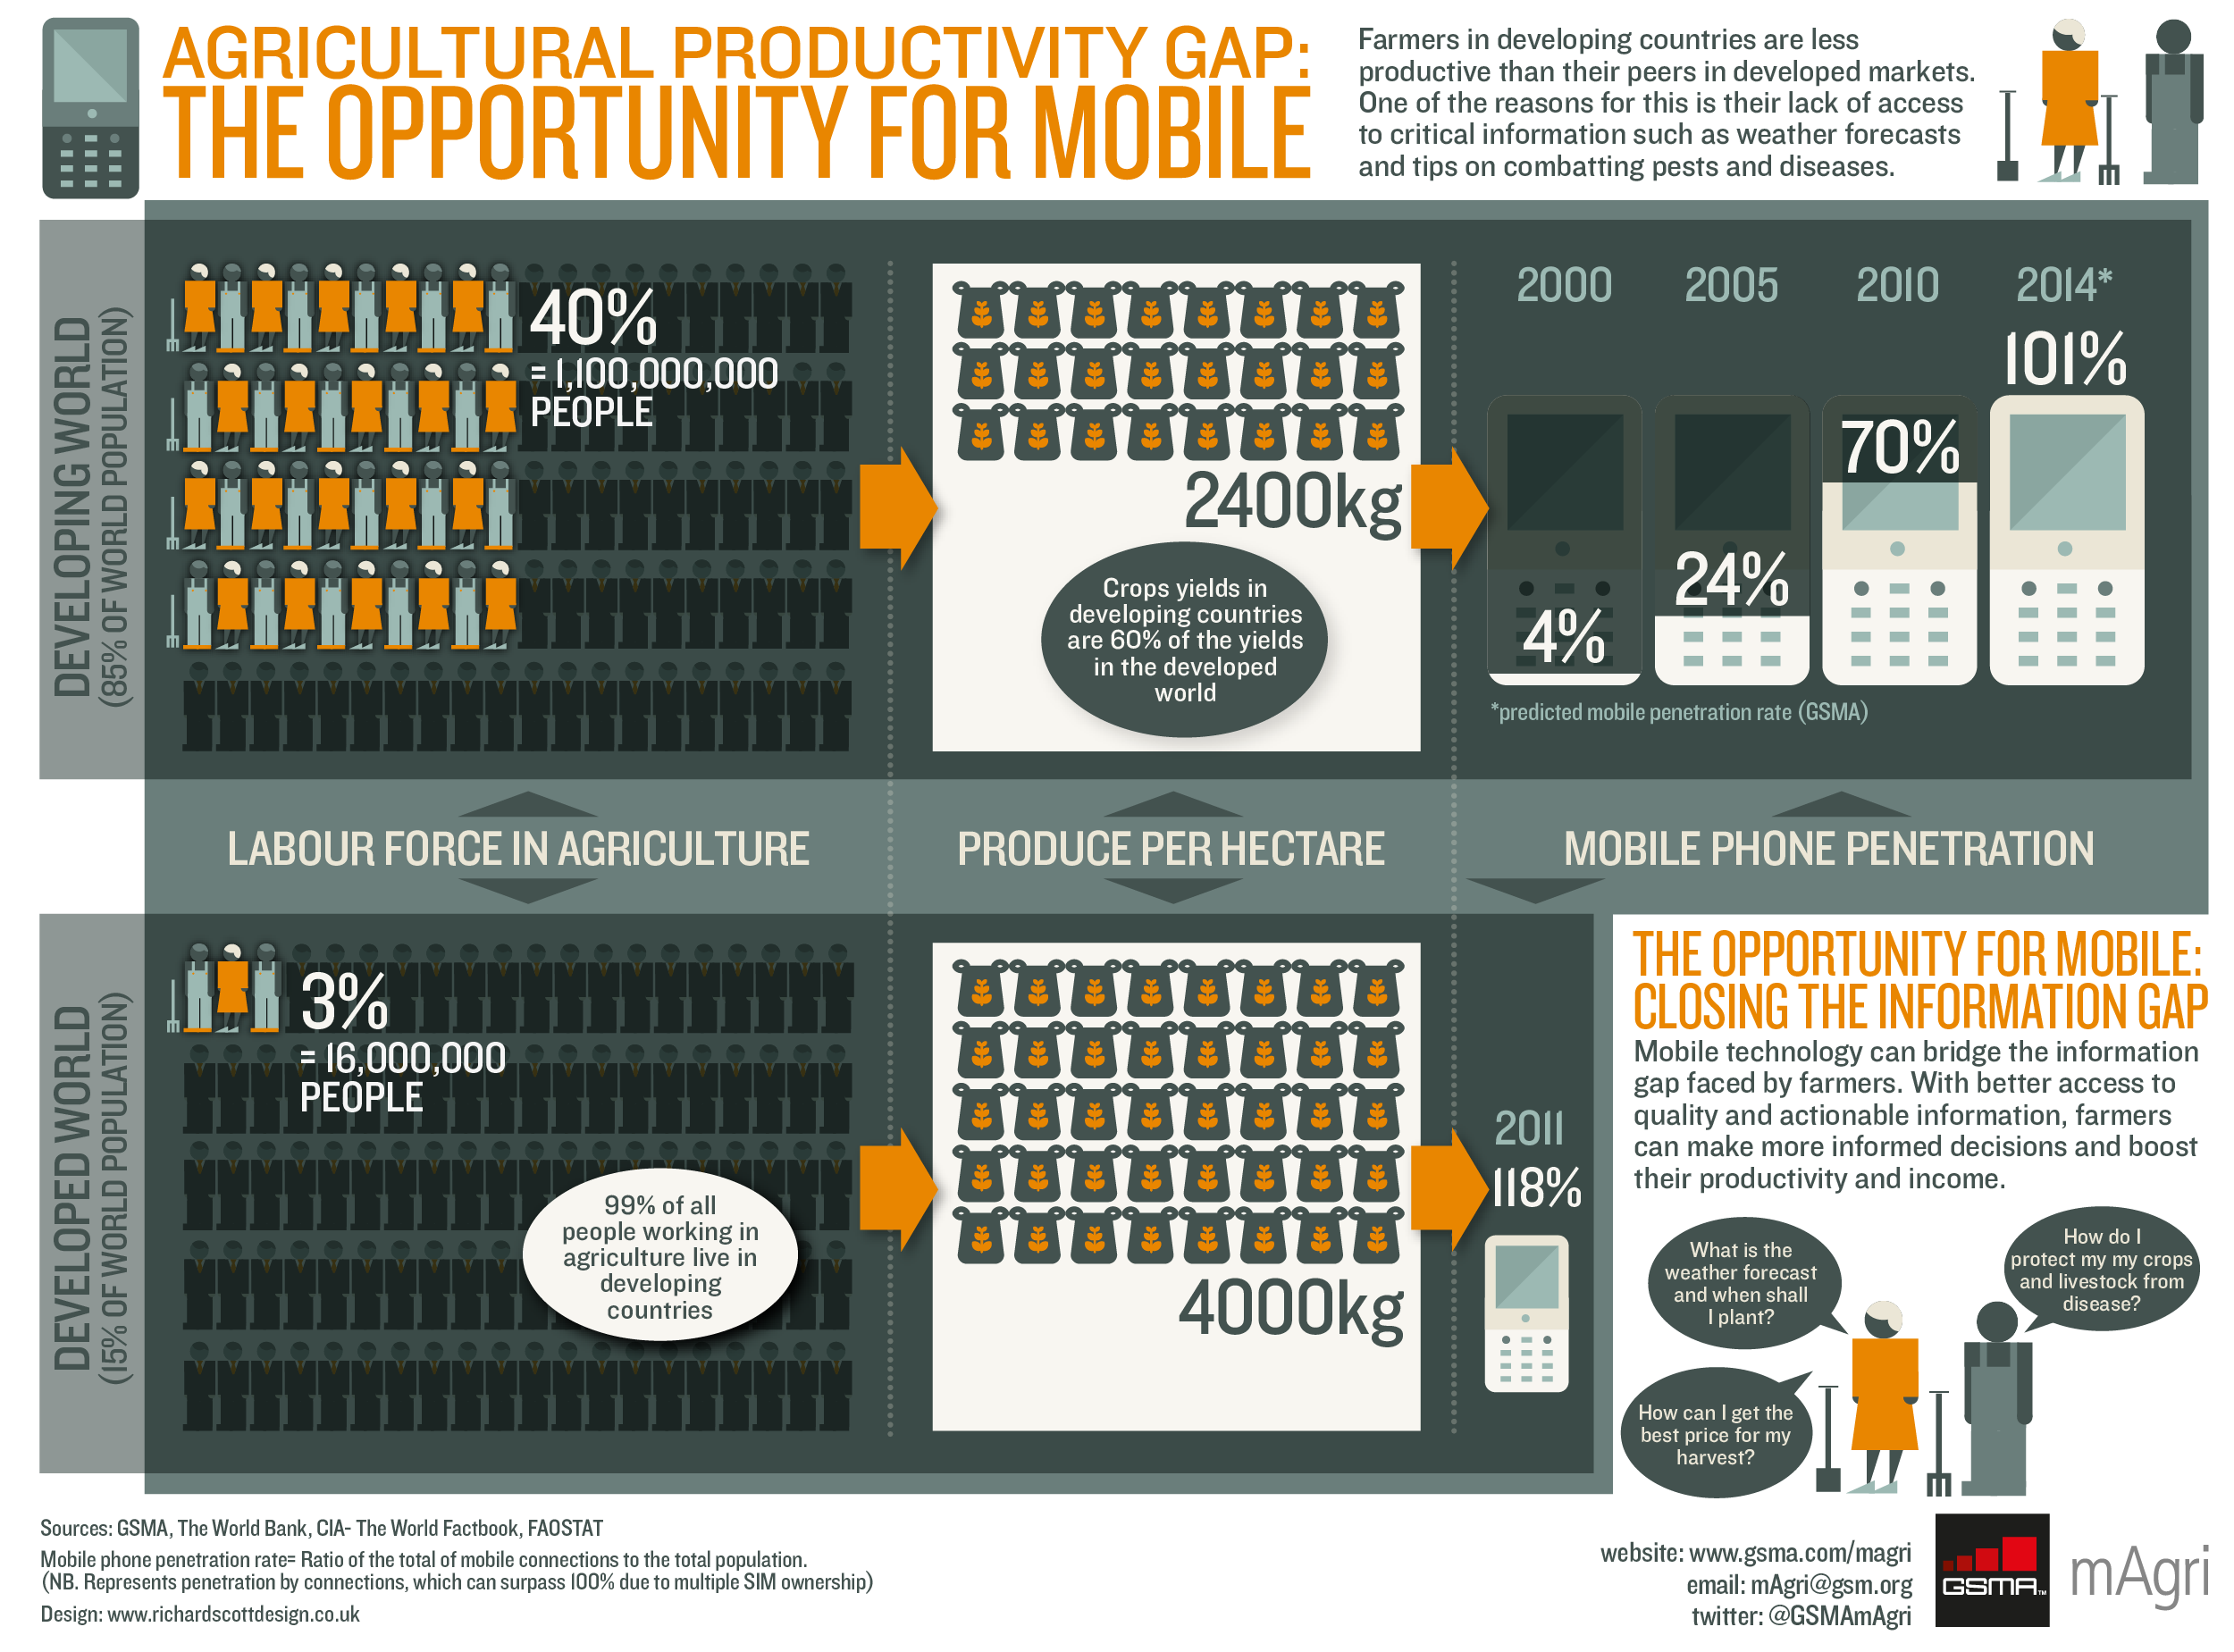 AGRICULTURAL PRODUCTIVITY GAP:
THE OPPORTUNITY FOR MOBILE
Farmers in developing countries are less
productive than their peers in developed markets.
One of the reasons for this is their lack of access
to critical information such as weather forecasts
and tips on combatting pests and diseases.
DEVELOPING WORLD
(85% OF WORLD POPULATION)
40%
= 1,100,000,000
PEOPLE
2400kg
Crops yields in
developing countries
are 60% of the yields
in the developed
world
2000
2005
2010
2014*
4%
24%
70%
101%
*predicted mobile penetration rate (GSMA)
LABOUR FORCE IN AGRICULTURE
PRODUCE PER HECTARE
MOBILE PHONE PENETRATION
DEVELOPED WORLD
(15% OF WORLD POPULATION)
3%
= 16,000,000
PEOPLE
99% of all
people working in
agriculture live in
developing
countries
4000kg
2011
118%
THE OPPORTUNITY FOR MOBILE:
CLOSING THE INFORMATION GAP
Mobile technology can bridge the information
gap faced by farmers. With better access to
quality and actionable information, farmers
can make more informed decisions and boost
their productivity and income.
What is the
weather forecast
and when shall
I plant?
How do I
protect my my crops
and livestock from
disease?
How can I get the
best price for my
harvest?
Sources: GSMA, The World Bank, CIA- The World Factbook, FAOSTAT
Mobile phone penetration rate= Ratio of the total of mobile connections to the total population.
(NB. Represents penetration by connections, which can surpass 100% due to multiple SIM ownership)
Design: www.richardscottdesign.co.uk
website: www.gsma.com/magri
email: mAgri@gsm.org
twitter: @GSMAmAgri
GSMA™
mAgri